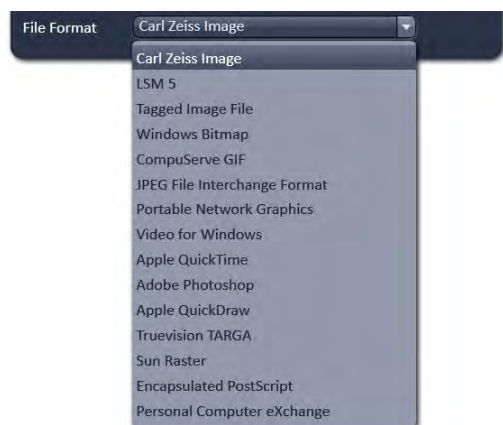 File Format Carl Zeiss Image
Carl Zeiss Image
LSM 5
Tagged Image File
Windows Bitmap
CompuServe GIF
JPEG File Interchange Format
Portable Network Graphics
Video for Windows
Apple QuickTime
Adobe Photoshop
Apple QuickDraw
Truevision TARGA
Sun Raster
Encapsulated PostScript
Personal Computer eXchange